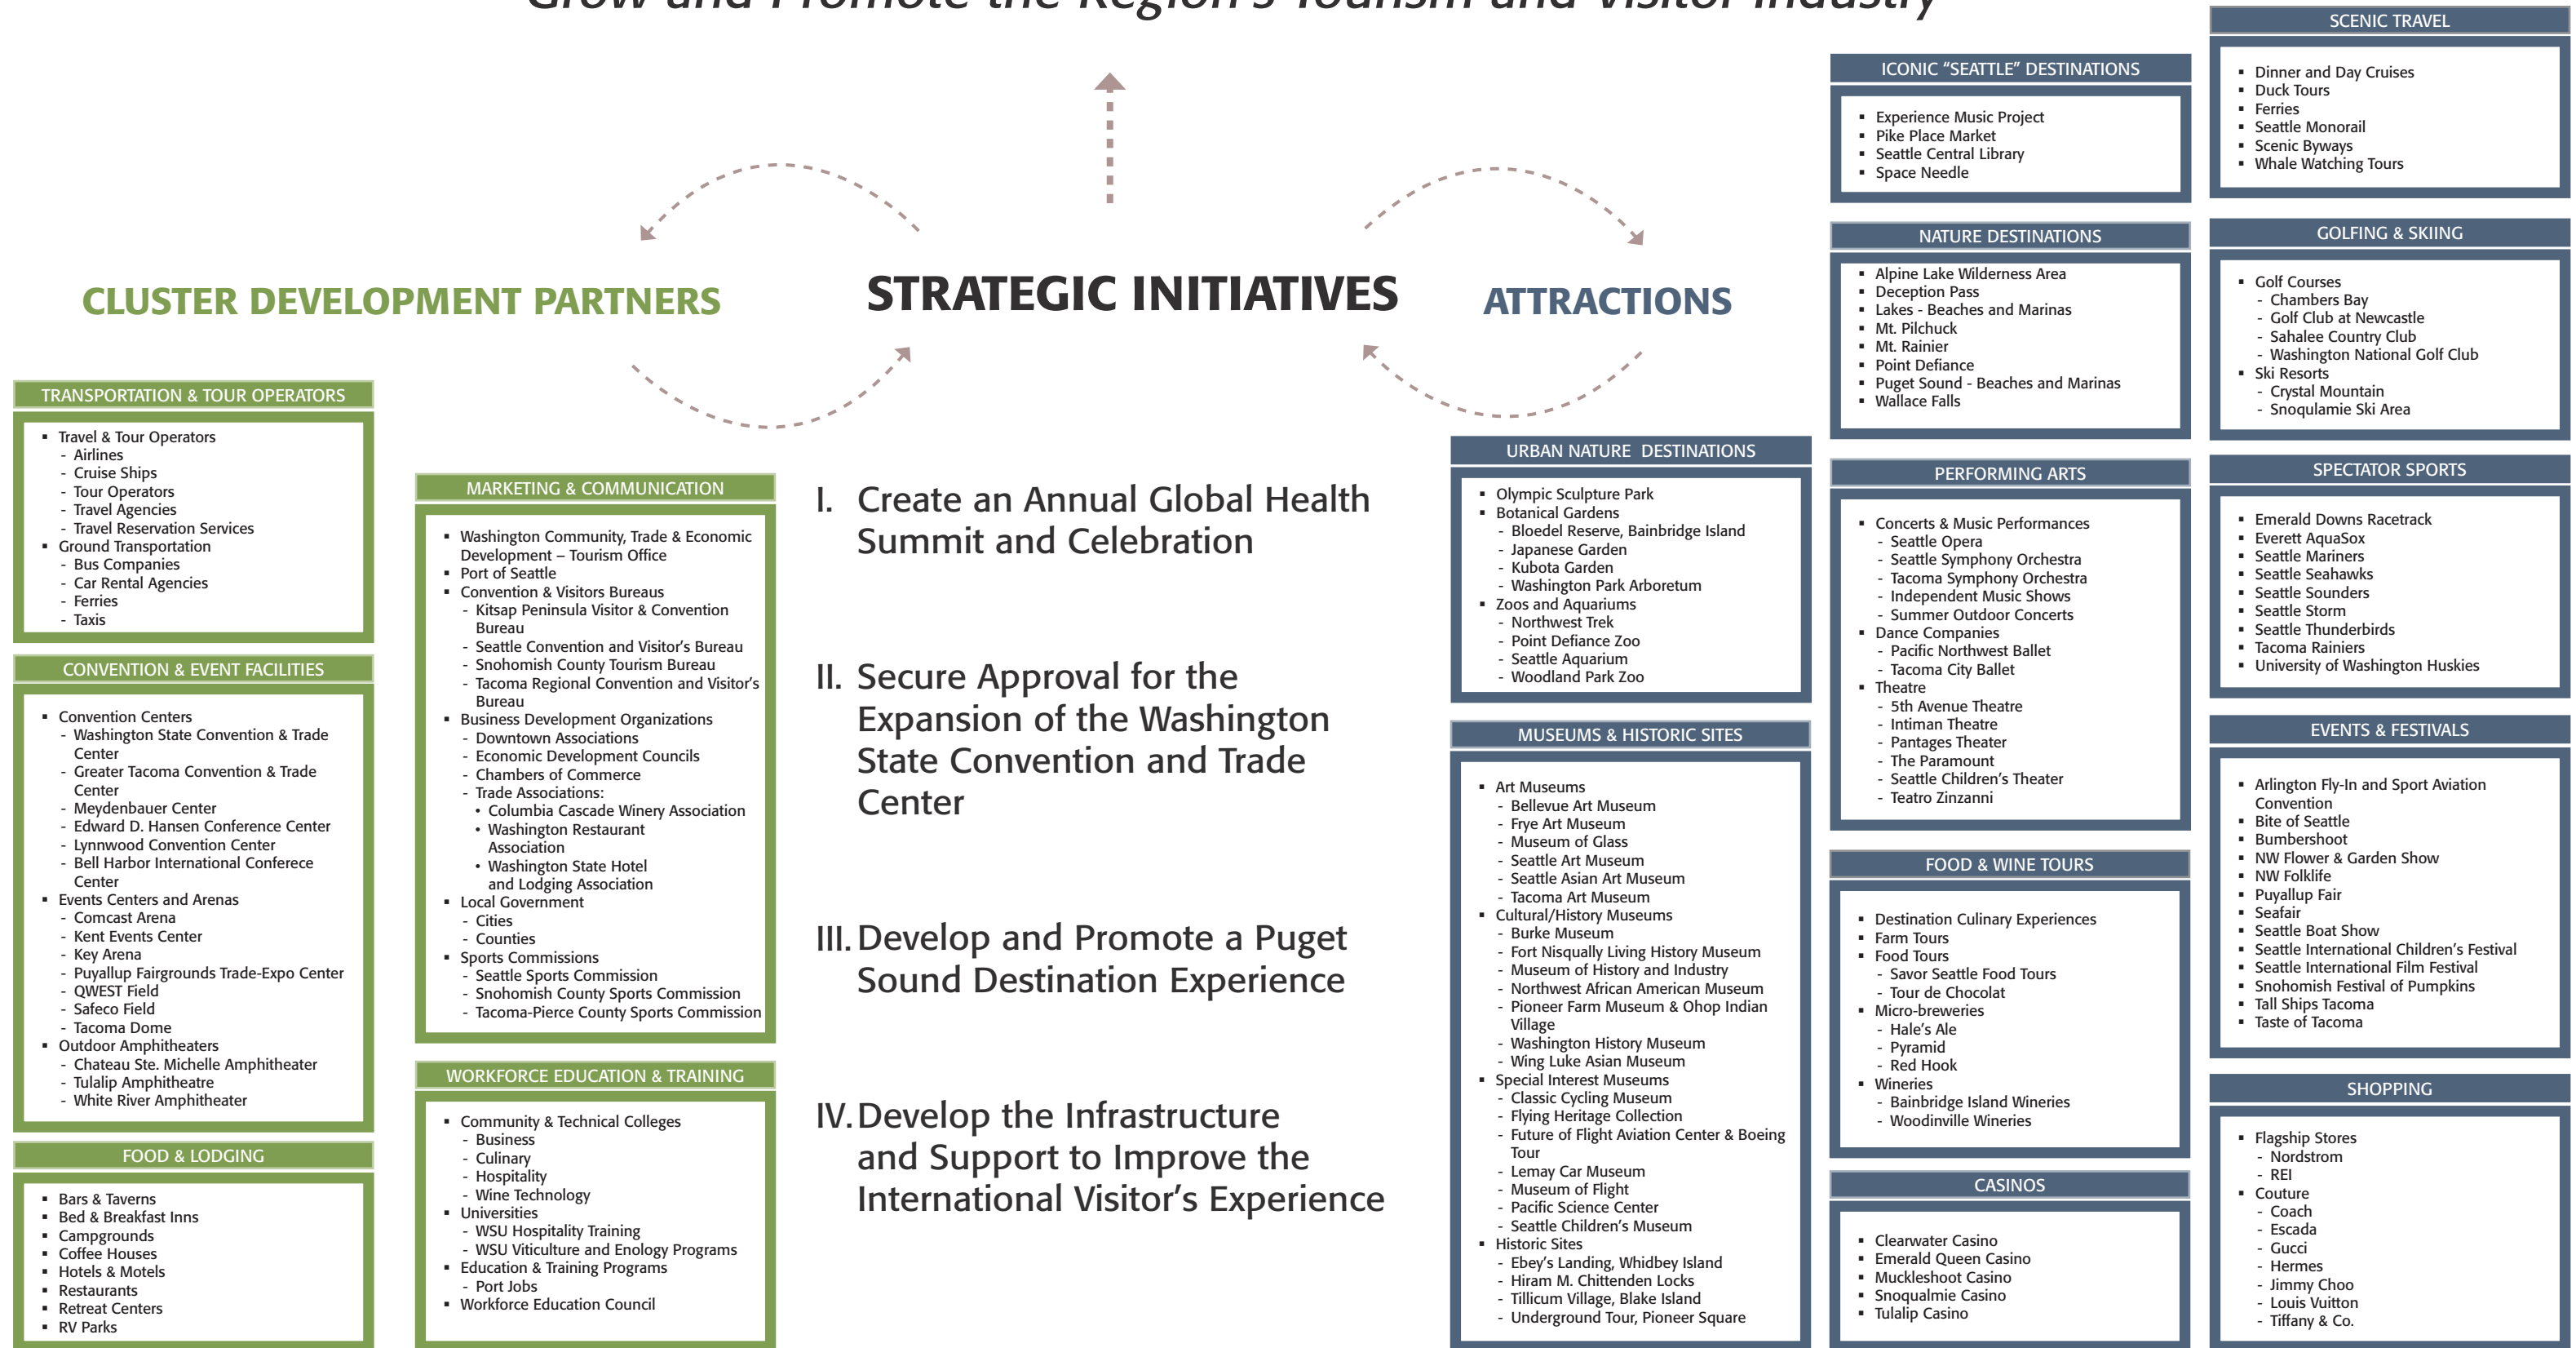 Grow and Promote the Region's Tourism and Visitor Industry
CLUSTER DEVELOPMENT PARTNERS
STRATEGIC INITIATIVES
ATTRACTIONS
TRANSPORTATION & TOUR OPERATORS
▪ Travel & Tour Operators
- Airlines
- Cruise Ships
- Tour Operators
- Travel Agencies
- Travel Reservation Services
▪ Ground Transportation
- Bus Companies
- Car Rental Agencies
- Ferries
- Taxis
CONVENTION & EVENT FACILITIES
▪ Convention Centers
- Washington State Convention & Trade
Center
- Greater Tacoma Convention & Trade
Center
- Meydenbauer Center
- Edward D. Hansen Conference Center
- Lynnwood Convention Center
- Bell Harbor International Conferece
Center
▪ Events Centers and Arenas
- Comcast Arena
- Kent Events Center
- Key Arena
- Puyallup Fairgrounds Trade-Expo Center
- QWEST Field
- Safeco Field
- Tacoma Dome
▪ Outdoor Amphitheaters
- Chateau Ste. Michelle Amphitheater
- Tulalip Amphitheatre
- White River Amphitheater
FOOD & LODGING
▪ Bars & Taverns
▪ Bed & Breakfast Inns
▪ Campgrounds
▪ Coffee Houses
▪ Hotels & Motels
▪ Restaurants
▪ Retreat Centers
▪ RV Parks
MARKETING & COMMUNICATION
▪ Washington Community, Trade & Economic
Development – Tourism Office
▪ Port of Seattle
▪ Convention & Visitors Bureaus
- Kitsap Peninsula Visitor & Convention
Bureau
- Seattle Convention and Visitor's Bureau
- Snohomish County Tourism Bureau
- Tacoma Regional Convention and Visitor's
Bureau
▪ Business Development Organizations
- Downtown Associations
- Economic Development Councils
- Chambers of Commerce
- Trade Associations:
• Columbia Cascade Winery Association
• Washington Restaurant
Association
• Washington State Hotel
and Lodging Association
▪ Local Government
- Cities
- Counties
▪ Sports Commissions
- Seattle Sports Commission
- Snohomish County Sports Commission
- Tacoma-Pierce County Sports Commission
WORKFORCE EDUCATION & TRAINING
▪ Community & Technical Colleges
- Business
- Culinary
- Hospitality
- Wine Technology
▪ Universities
- WSU Hospitality Training
- WSU Viticulture and Enology Programs
▪ Education & Training Programs
- Port Jobs
▪ Workforce Education Council
I. Create an Annual Global Health
Summit and Celebration
II. Secure Approval for the
Expansion of the Washington
State Convention and Trade
Center
III. Develop and Promote a Puget
Sound Destination Experience
IV. Develop the Infrastructure
and Support to Improve the
International Visitor's Experience
URBAN NATURE DESTINATIONS
▪ Olympic Sculpture Park
▪ Botanical Gardens
- Bloedel Reserve, Bainbridge Island
- Japanese Garden
- Kubota Garden
- Washington Park Arboretum
▪ Zoos and Aquariums
- Northwest Trek
- Point Defiance Zoo
- Seattle Aquarium
- Woodland Park Zoo
MUSEUMS & HISTORIC SITES
▪ Art Museums
- Bellevue Art Museum
- Frye Art Museum
- Museum of Glass
- Seattle Art Museum
- Seattle Asian Art Museum
- Tacoma Art Museum
▪ Cultural/History Museums
- Burke Museum
- Fort Nisqually Living History Museum
- Museum of History and Industry
- Northwest African American Museum
- Pioneer Farm Museum & Ohop Indian
Village
- Washington History Museum
- Wing Luke Asian Museum
▪ Special Interest Museums
- Classic Cycling Museum
- Flying Heritage Collection
- Future of Flight Aviation Center & Boeing
Tour
- Lemay Car Museum
- Museum of Flight
- Pacific Science Center
- Seattle Children's Museum
▪ Historic Sites
- Ebey's Landing, Whidbey Island
- Hiram M. Chittenden Locks
- Tillicum Village, Blake Island
- Underground Tour, Pioneer Square
ICONIC "SEATTLE" DESTINATIONS
▪ Experience Music Project
▪ Pike Place Market
▪ Seattle Central Library
▪ Space Needle
NATURE DESTINATIONS
▪ Alpine Lake Wilderness Area
▪ Deception Pass
▪ Lakes - Beaches and Marinas
▪ Mt. Pilchuck
▪ Mt. Rainier
▪ Point Defiance
▪ Puget Sound - Beaches and Marinas
▪ Wallace Falls
PERFORMING ARTS
▪ Concerts & Music Performances
- Seattle Opera
- Seattle Symphony Orchestra
- Tacoma Symphony Orchestra
- Independent Music Shows
- Summer Outdoor Concerts
▪ Dance Companies
- Pacific Northwest Ballet
- Tacoma City Ballet
▪ Theatre
- 5th Avenue Theatre
- Intiman Theatre
- Pantages Theater
- The Paramount
- Seattle Children's Theater
- Teatro Zinzanni
FOOD & WINE TOURS
▪ Destination Culinary Experiences
▪ Farm Tours
▪ Food Tours
- Savor Seattle Food Tours
- Tour de Chocolat
▪ Micro-breweries
- Hale's Ale
- Pyramid
- Red Hook
▪ Wineries
- Bainbridge Island Wineries
- Woodinville Wineries
CASINOS
▪ Clearwater Casino
▪ Emerald Queen Casino
▪ Muckleshoot Casino
▪ Snoqualmie Casino
▪ Tulalip Casino
SCENIC TRAVEL
▪ Dinner and Day Cruises
▪ Duck Tours
▪ Ferries
▪ Seattle Monorail
▪ Scenic Byways
▪ Whale Watching Tours
GOLFING & SKIING
▪ Golf Courses
- Chambers Bay
- Golf Club at Newcastle
- Sahalee Country Club
- Washington National Golf Club
▪ Ski Resorts
- Crystal Mountain
- Snoqulamie Ski Area
SPECTATOR SPORTS
▪ Emerald Downs Racetrack
▪ Everett AquaSox
▪ Seattle Mariners
▪ Seattle Seahawks
▪ Seattle Sounders
▪ Seattle Storm
▪ Seattle Thunderbirds
▪ Tacoma Rainiers
▪ University of Washington Huskies
EVENTS & FESTIVALS
▪ Arlington Fly-In and Sport Aviation
Convention
▪ Bite of Seattle
▪ Bumbershoot
▪ NW Flower & Garden Show
▪ NW Folklife
▪ Puyallup Fair
▪ Seafair
▪ Seattle Boat Show
▪ Seattle International Children's Festival
▪ Seattle International Film Festival
▪ Snohomish Festival of Pumpkins
▪ Tall Ships Tacoma
▪ Taste of Tacoma
SHOPPING
▪ Flagship Stores
- Nordstrom
- REI
▪ Couture
- Coach
- Escada
- Gucci
- Hermes
- Jimmy Choo
- Louis Vuitton
- Tiffany & Co.